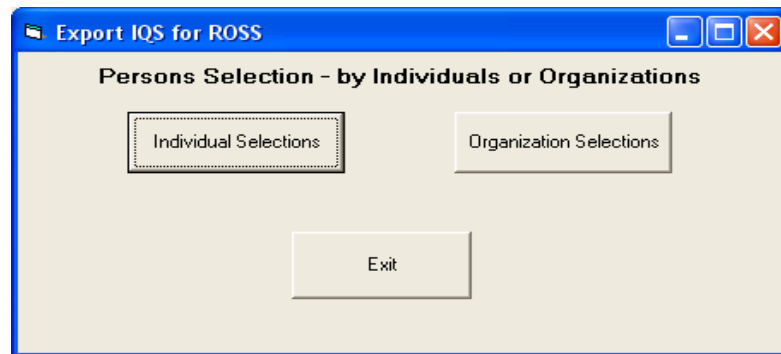 Export IQS for ROSS
Persons Selection - by Individuals or Organizations
Individual Selections
Organization Selections
Exit